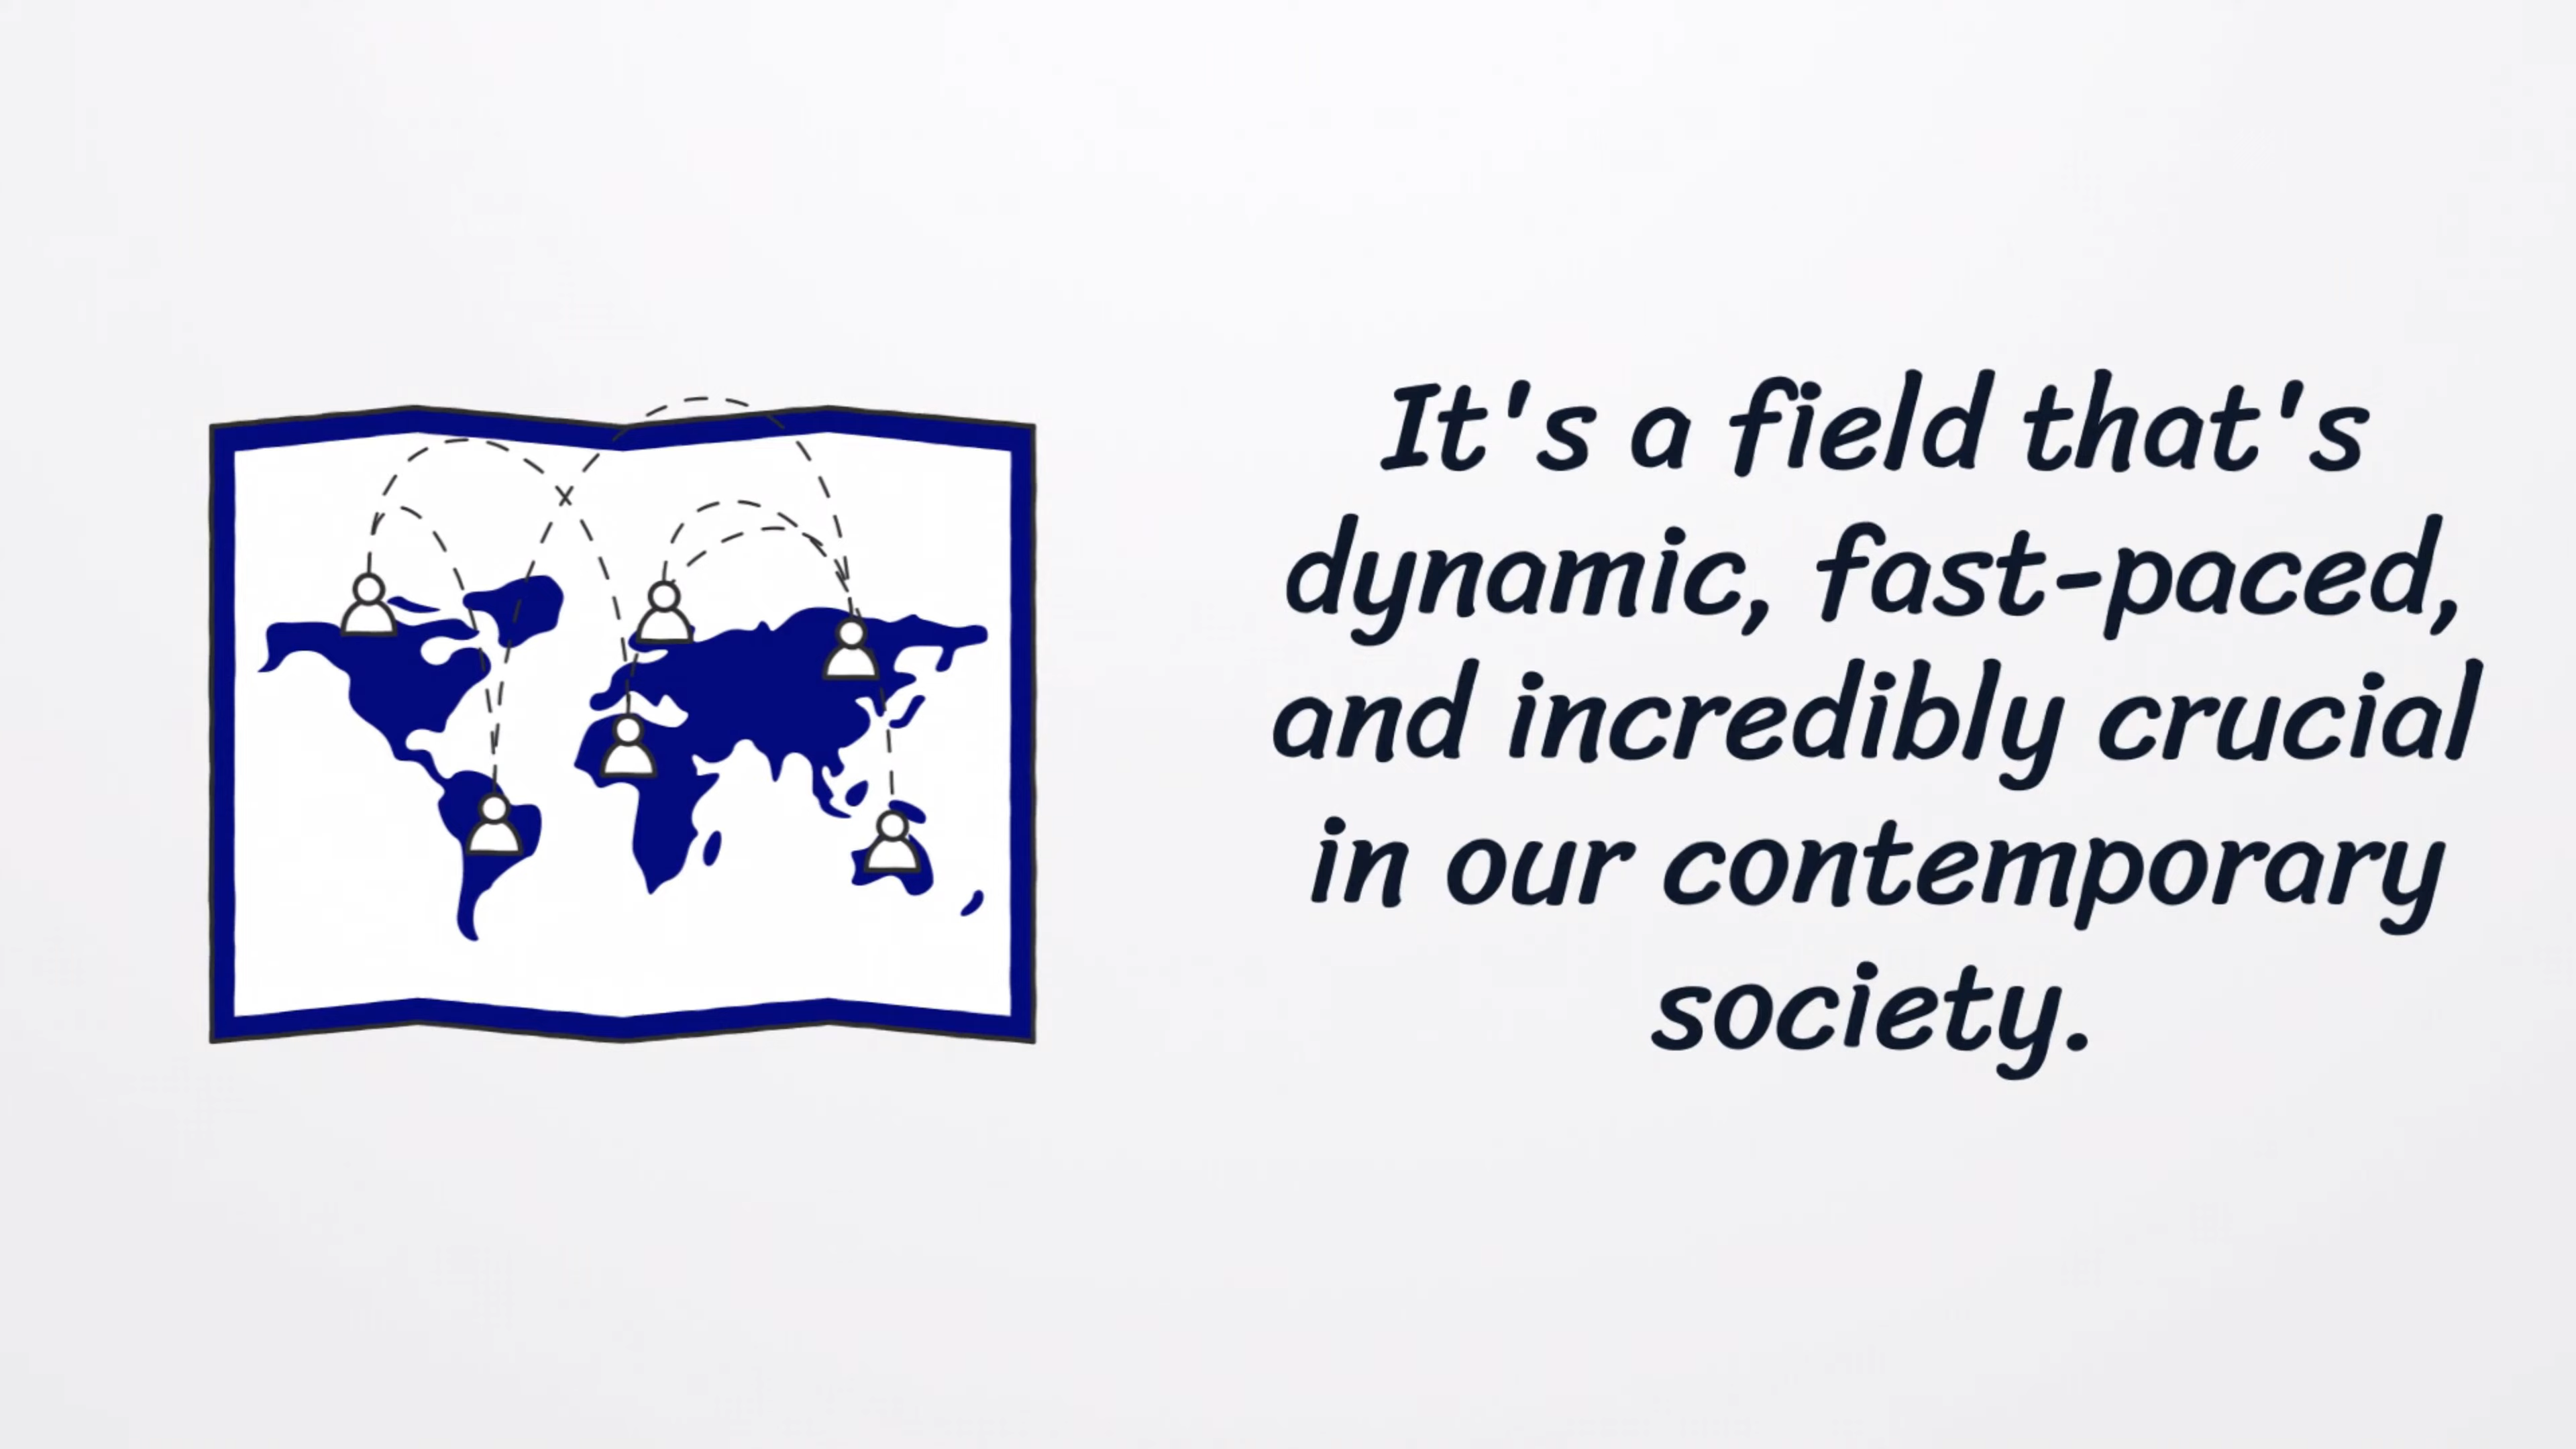 It's a field that's
dynamic, fast-paced,
and incredibly crucial
in our contemporary
society.